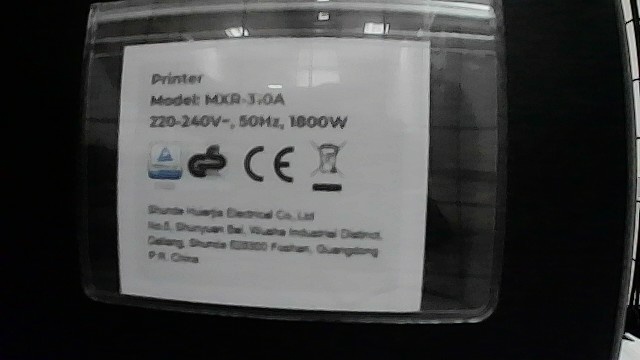 Printer
Model: MXR-310A
220-240V~, 50Hz, 1800W
CE
Shunde Huanjia Electrical Co., Ltd
No.5, Shunyuan Wusha Industrial District,
Daliang, Shunde 528300 Foshan, Guangdong
P.R. China